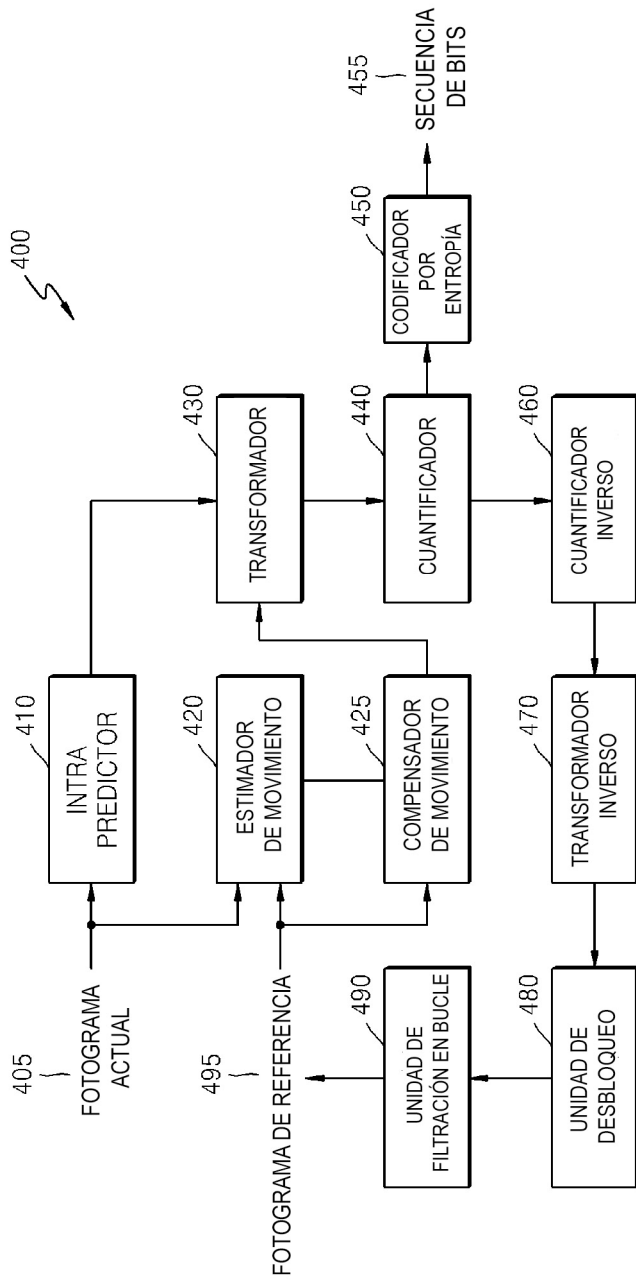 400
405
FOTOGRAMA
ACTUAL
410
INTRA
PREDICTOR
430
TRANSFORMADOR
420
ESTIMADOR
DE MOVIMIENTO
440
CUANTIFICADOR
450
CODIFICADOR
POR
ENTROPÍA
455
SECUENCIA
DE BITS
495
FOTOGRAMA DE REFERENCIA
425
COMPENSADOR
DE MOVIMIENTO
490
UNIDAD DE
FILTRACIÓN EN BUCLE
480
UNIDAD DE
DESBLOQUEO
470
TRANSFORMADOR
INVERSO
460
CUANTIFICADOR
INVERSO